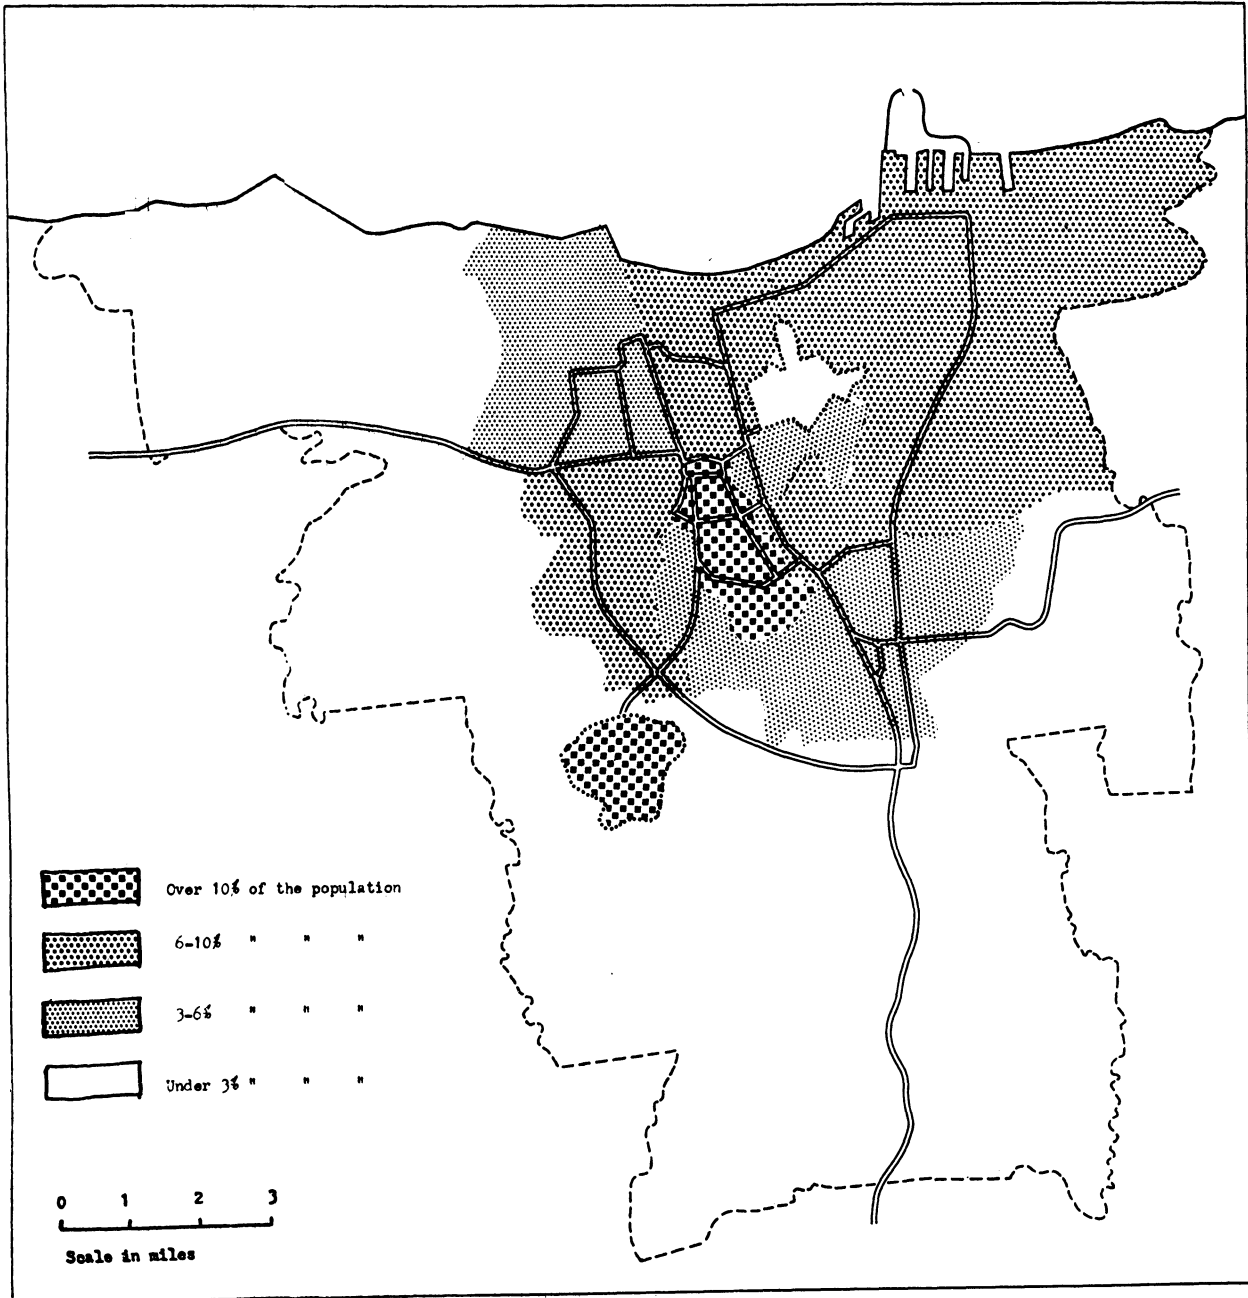 Over 10% of the population
6-10% " " "
3-6% " " "
Under 3% " " "
0 1 2 3
Scale in miles